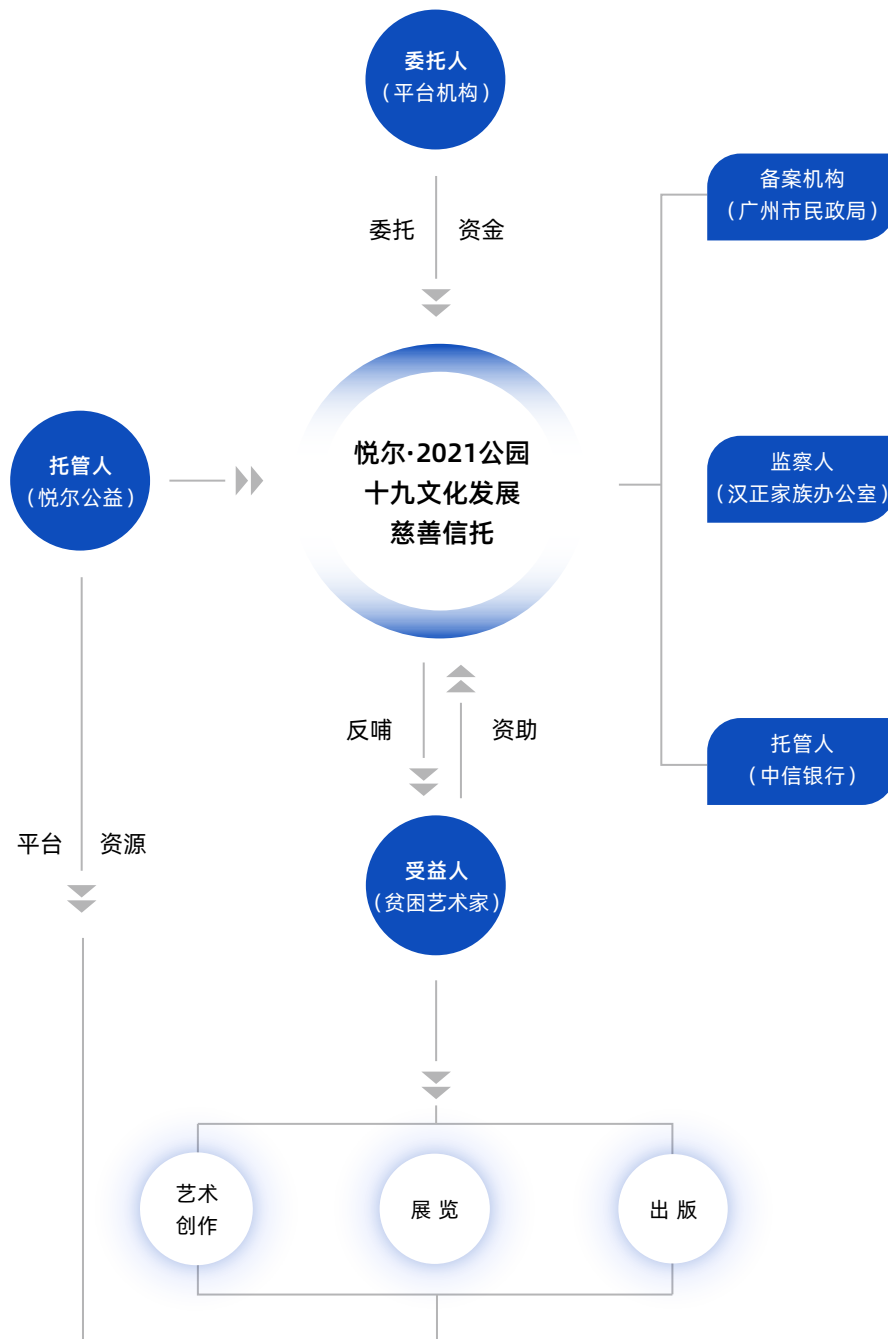 委托人
（平台机构）
备案机构
（广州市民政局）
委托 资金
悦尔·2021公园
十九文化发展
慈善信托
托管人
（悦尔公益）
监察人
（汉正家族办公室）
反哺 资助
托管人
（中信银行）
平台 资源
受益人
（贫困艺术家）
艺术
创作
展 览
出 版